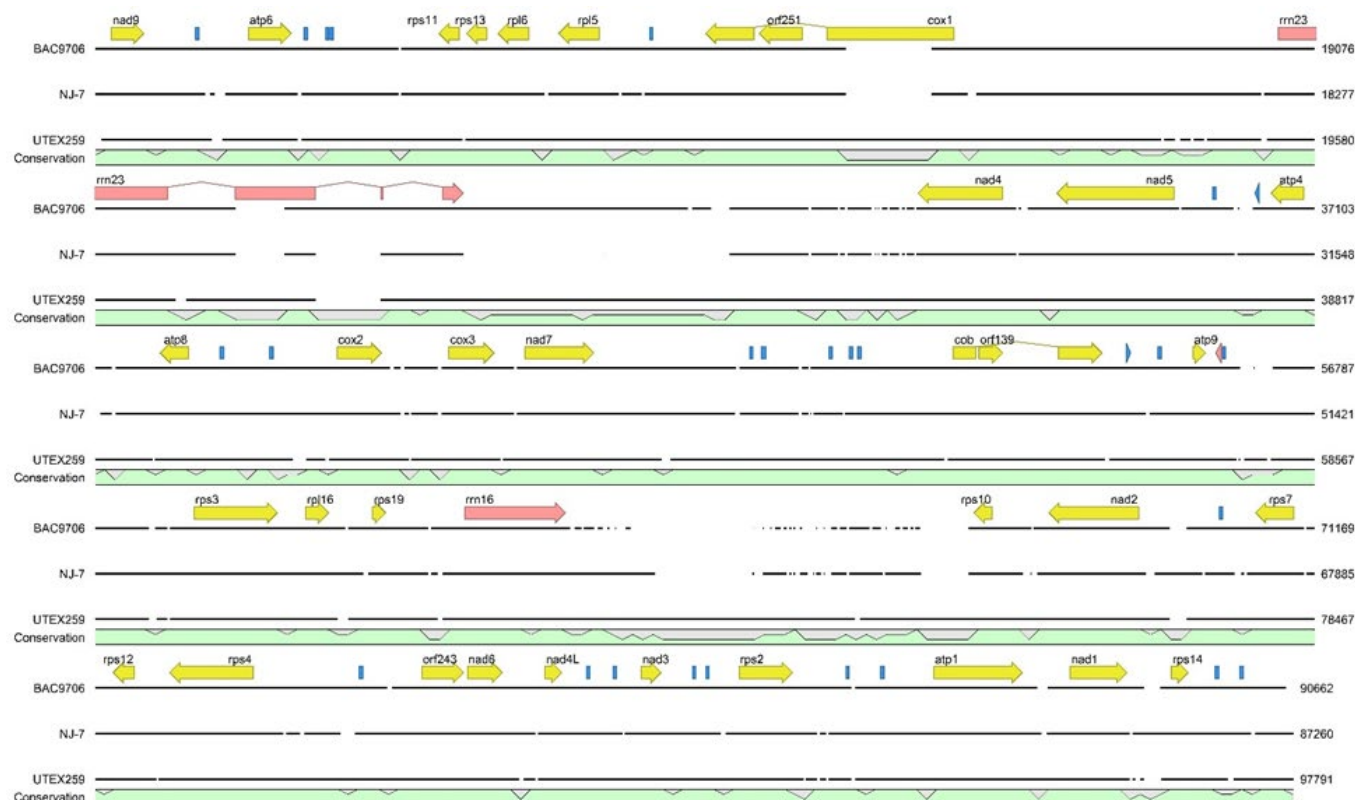 nad9 atp6 rps11 rps13 rpl6 rpl5 orf251 cox1 rrn23
BAC9706 19076
NJ-7 18277
UTEX259 19580
Conservation
rrn23 nad4 nad5 atp4
BAC9706 37103
NJ-7 31548
UTEX259 38817
Conservation
atp8 cox2 cox3 nad7 cob orf139 atp9
BAC9706 56787
NJ-7 51421
UTEX259 58567
Conservation
rps3 rpl16 rps19 rrn16 rps10 nad2 rps7
BAC9706 71169
NJ-7 67885
UTEX259 78467
Conservation
rps12 rps4 orf243 nad6 nad4L nad3 rps2 atp1 nad1 rps14
BAC9706 90662
NJ-7 87260
UTEX259 97791
Conservation